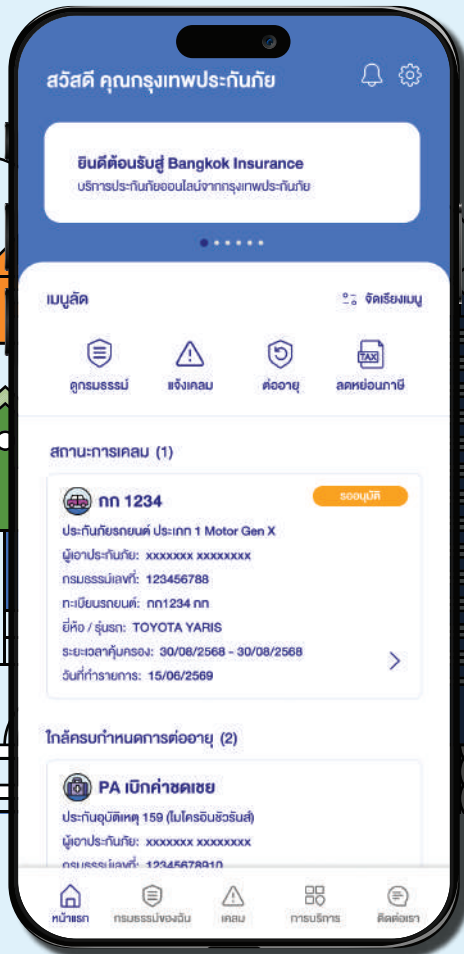 สวัสดี คุณกรุงเทพประกันภัย
ยินดีต้อนรับสู่ Bangkok Insurance
บริการประกันภัยออนไลน์จากกรุงเทพประกันภัย
เมนูลัด
จัดเรียงเมนู
TAX
ดูกรมธรรม์ แจ้งเคลม ต่ออายุ ลดหย่อนภาษี
สถานะการเคลม (1)
กก 1234
รออนุมัติ
ประกันภัยรถยนต์ ประเภท 1 Motor Gen X
ผู้เอาประกันภัย: xxxxxxx xxxxxxxx
กรมธรรม์เลขที่: 123456788
ทะเบียนรถยนต์: กก1234 กท
ยี่ห้อ / รุ่นรถ: TOYOTA YARIS
ระยะเวลาคุ้มครอง: 30/08/2568 - 30/08/2568
วันที่ทำรายการ: 15/06/2569
ใกล้ครบกำหนดการต่ออายุ (2)
PA เบิกค่าชดเชย
ประกันอุบัติเหตุ 159 (ไมโครอินชัวรันส์)
ผู้เอาประกันภัย: xxxxxxx xxxxxxxx
กรมธรรม์เลขที่: 12345678910
หน้าแรก กรมธรรม์ของฉัน เคลม การบริการ ติดต่อเรา